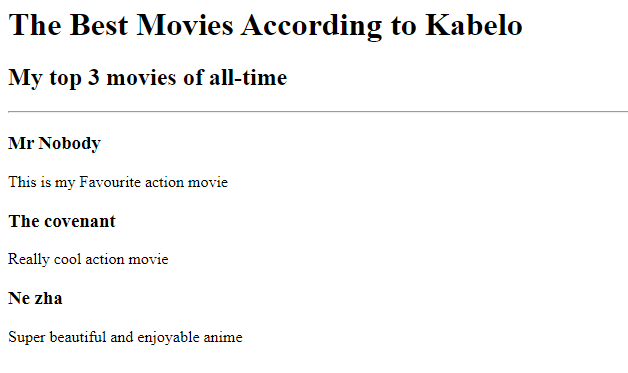 The Best Movies According to Kabelo
My top 3 movies of all-time
Mr Nobody
This is my Favourite action movie
The covenant
Really cool action movie
Ne zha
Super beautiful and enjoyable anime